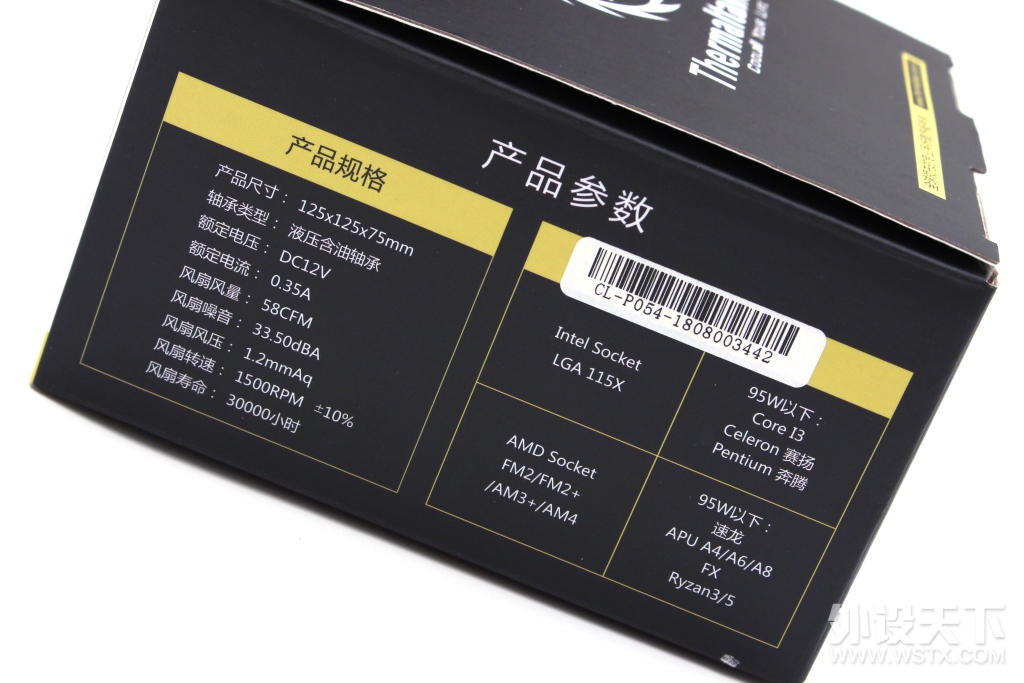 Thermaltake
COOL all YOUR LIFE
产品参数
产品规格
产品尺寸： 125x125x75mm
轴承类型： 液压含油轴承
额定电压： DC12V
额定电流： 0.35A
风扇风量： 58CFM
风扇噪音： 33.50dBA
风扇风压： 1.2mmAq
风扇转速： 1500RPM ±10%
风扇寿命： 30000小时
CL-P054-1808003442
Intel Socket
LGA 115X
95W以下：
Core I3
Celeron 赛扬
Pentium 奔腾
AMD Socket
FM2/FM2+
/AM3+/AM4
95W以下：
速龙
APU A4/A6/A8
FX
Ryzan3/5
外设天下
WWW.WSTX.COM